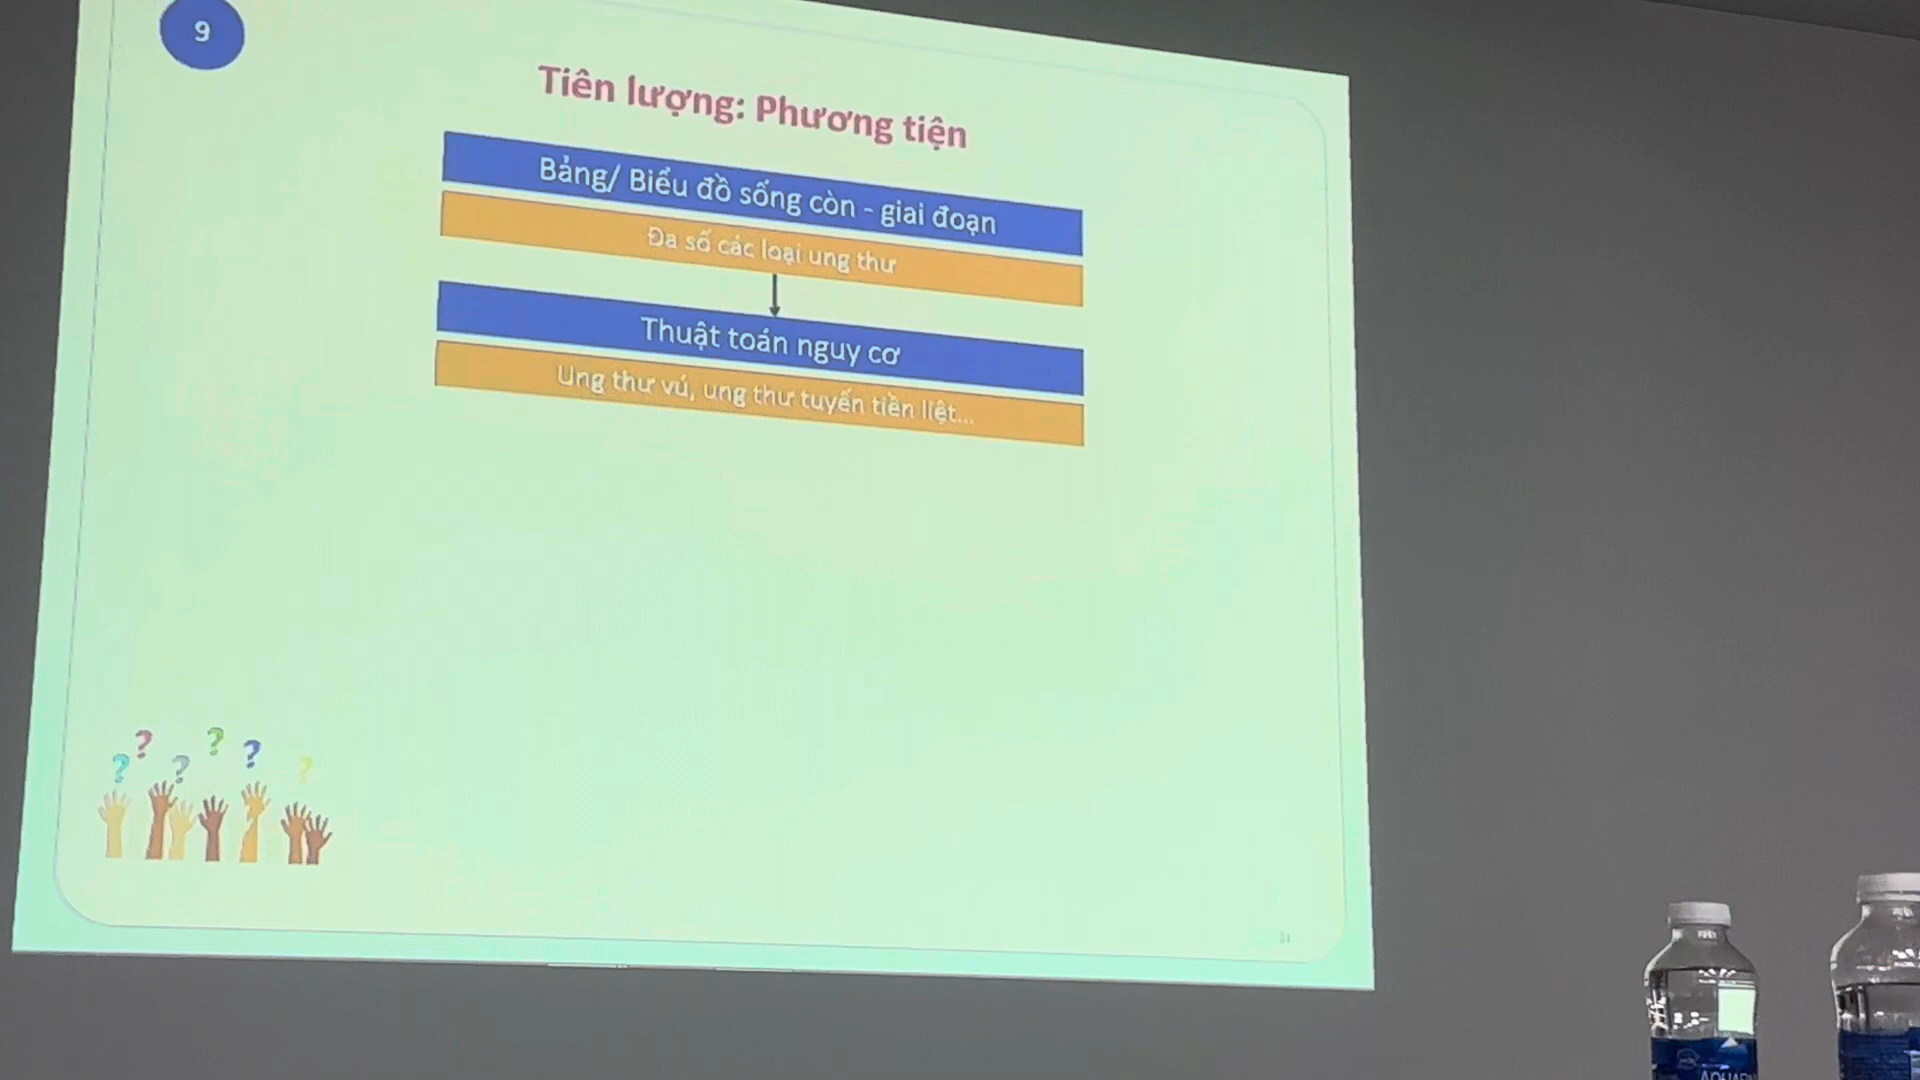 9
Tiên lượng: Phương tiện
Bảng/ Biểu đồ sống còn - giai đoạn
Đa số các loại ung thư
Thuật toán nguy cơ
Ung thư vú, ung thư tuyến tiền liệt...
? ? ? ? ? ?
31